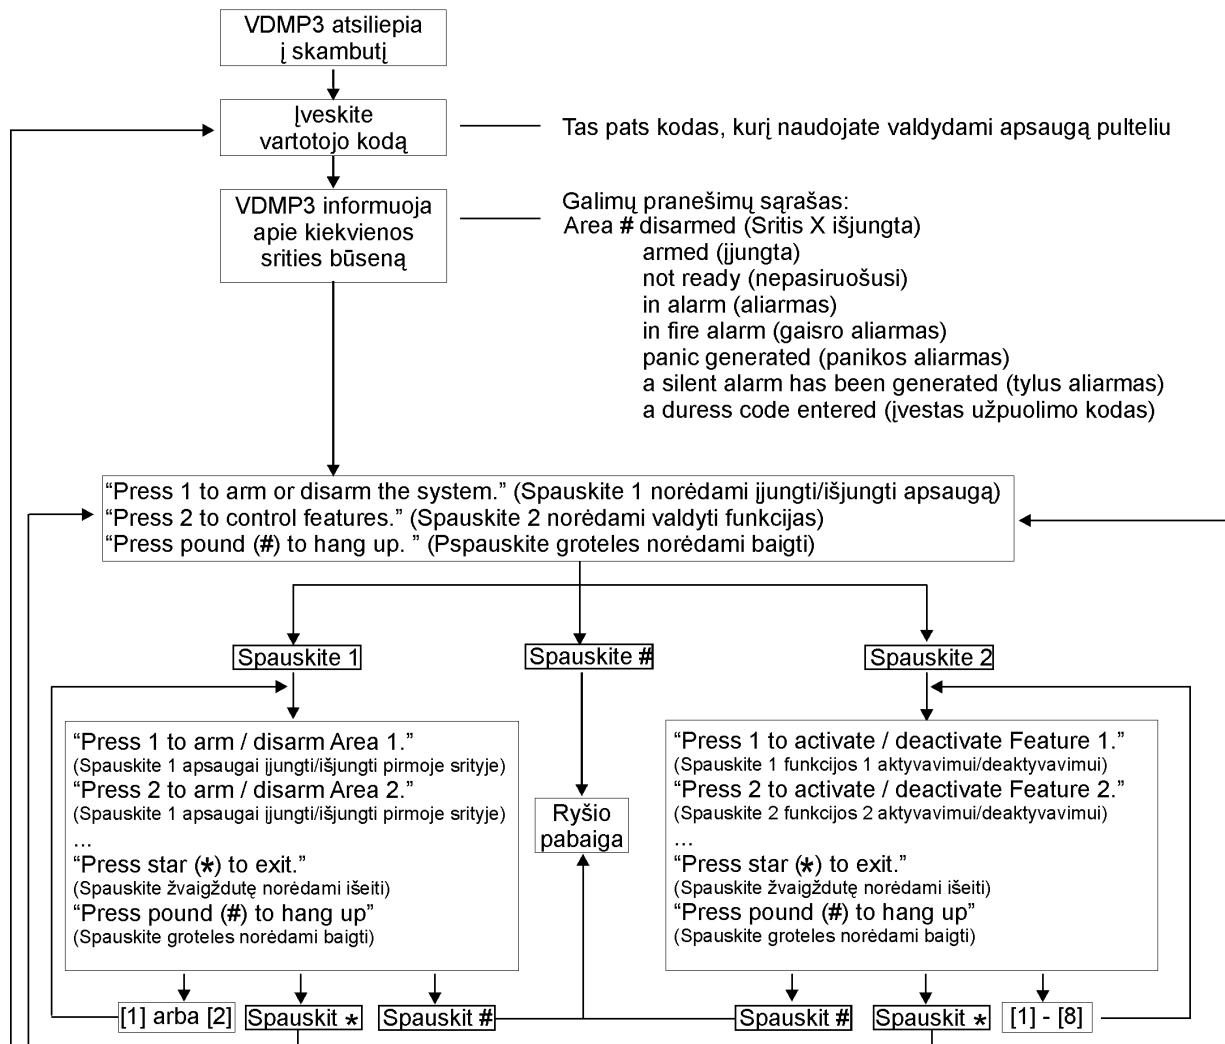 VDMP3 atsiliepia
į skambutį
Įveskite
vartotojo kodą
Tas pats kodas, kurį naudojate valdydami apsaugą pulteliu
VDMP3 informuoja
apie kiekvienos
srities būseną
Galimų pranešimų sąrašas:
Area # disarmed (Sritis X išjungta)
armed (įjungta)
not ready (nepasiruošusi)
in alarm (aliarmas)
in fire alarm (gaisro aliarmas)
panic generated (panikos aliarmas)
a silent alarm has been generated (tylus aliarmas)
a duress code entered (įvestas užpuolimo kodas)
“Press 1 to arm or disarm the system.” (Spauskite 1 norėdami įjungti/išjungti apsaugą)
“Press 2 to control features.” (Spauskite 2 norėdami valdyti funkcijas)
“Press pound (#) to hang up. ” (Pspauskite groteles norėdami baigti)
Spauskite 1
Spauskite #
Spauskite 2
“Press 1 to arm / disarm Area 1.”
(Spauskite 1 apsaugai įjungti/išjungti pirmoje srityje)
“Press 2 to arm / disarm Area 2.”
(Spauskite 1 apsaugai įjungti/išjungti pirmoje srityje)
...
“Press star (*) to exit.”
(Spauskite žvaigždutę norėdami išeiti)
“Press pound (#) to hang up”
(Spauskite groteles norėdami baigti)
Ryšio
pabaiga
“Press 1 to activate / deactivate Feature 1.”
(Spauskite 1 funkcijos 1 aktyvavimui/deaktyvavimui)
“Press 2 to activate / deactivate Feature 2.”
(Spauskite 2 funkcijos 2 aktyvavimui/deaktyvavimui)
...
“Press star (*) to exit.”
(Spauskite žvaigždutę norėdami išeiti)
“Press pound (#) to hang up”
(Spauskite groteles norėdami baigti)
[1] arba [2]
Spauskit *
Spauskit #
Spauskit #
Spauskit *
[1] - [8]